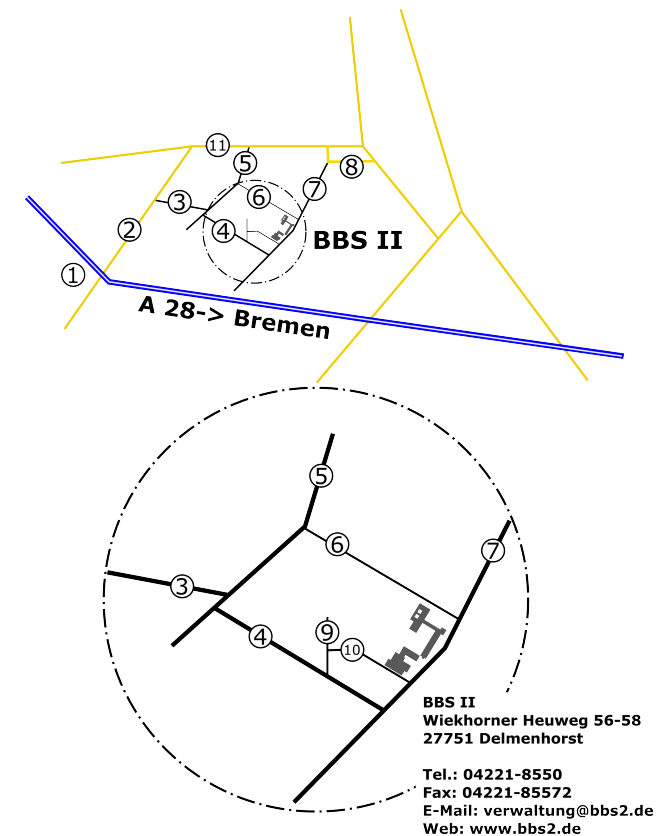 11
5
8
6
7
3
4
2
BBS II
1
A 28-> Bremen
5
6
7
3
9
4
10
BBS II
Wiekhorner Heuweg 56-58
27751 Delmenhorst
Tel.: 04221-8550
Fax: 04221-85572
E-Mail: verwaltung@bbs2.de
Web: www.bbs2.de